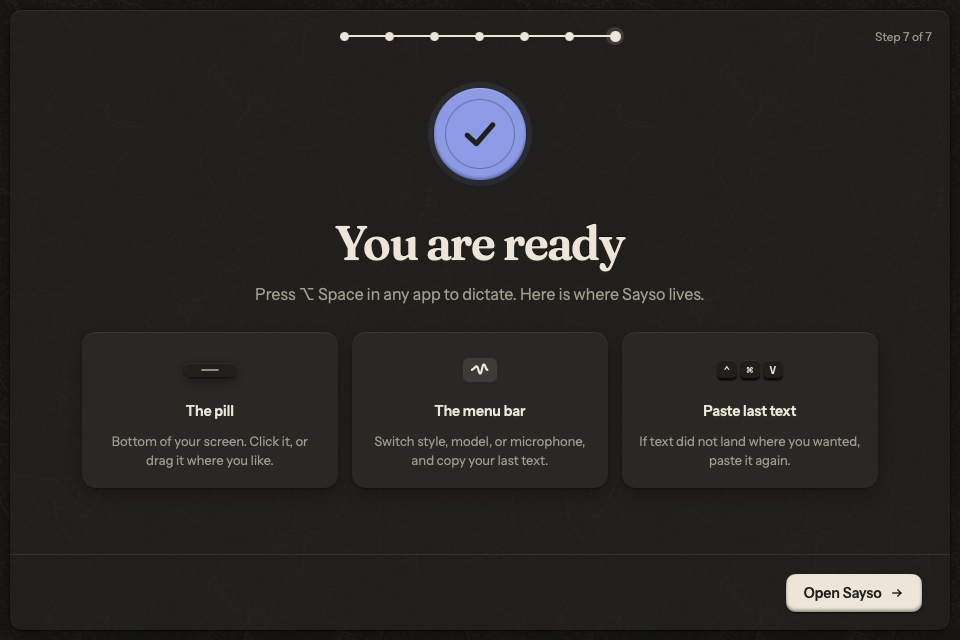 Step 7 of 7
You are ready
Press ⌥ Space in any app to dictate. Here is where Sayso lives.
The pill
Bottom of your screen. Click it, or
drag it where you like.
The menu bar
Switch style, model, or microphone,
and copy your last text.
^ ⌘ V
Paste last text
If text did not land where you wanted,
paste it again.
Open Sayso →